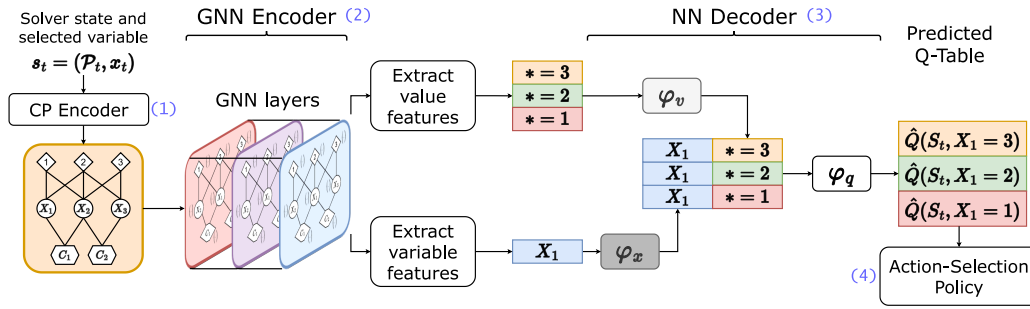 Solver state and
selected variable
s_t = (P_t, x_t)
CP Encoder
(1)
1 2 3
X_1 X_2 X_3
C_1 C_2
GNN Encoder (2)
GNN layers
Extract
value
features
Extract
variable
features
* = 3
* = 2
* = 1
X_1
NN Decoder (3)
φ_v
φ_x
X_1 * = 3
X_1 * = 2
X_1 * = 1
φ_q
Predicted
Q-Table
Q̂(S_t, X_1 = 3)
Q̂(S_t, X_1 = 2)
Q̂(S_t, X_1 = 1)
(4)
Action-Selection
Policy